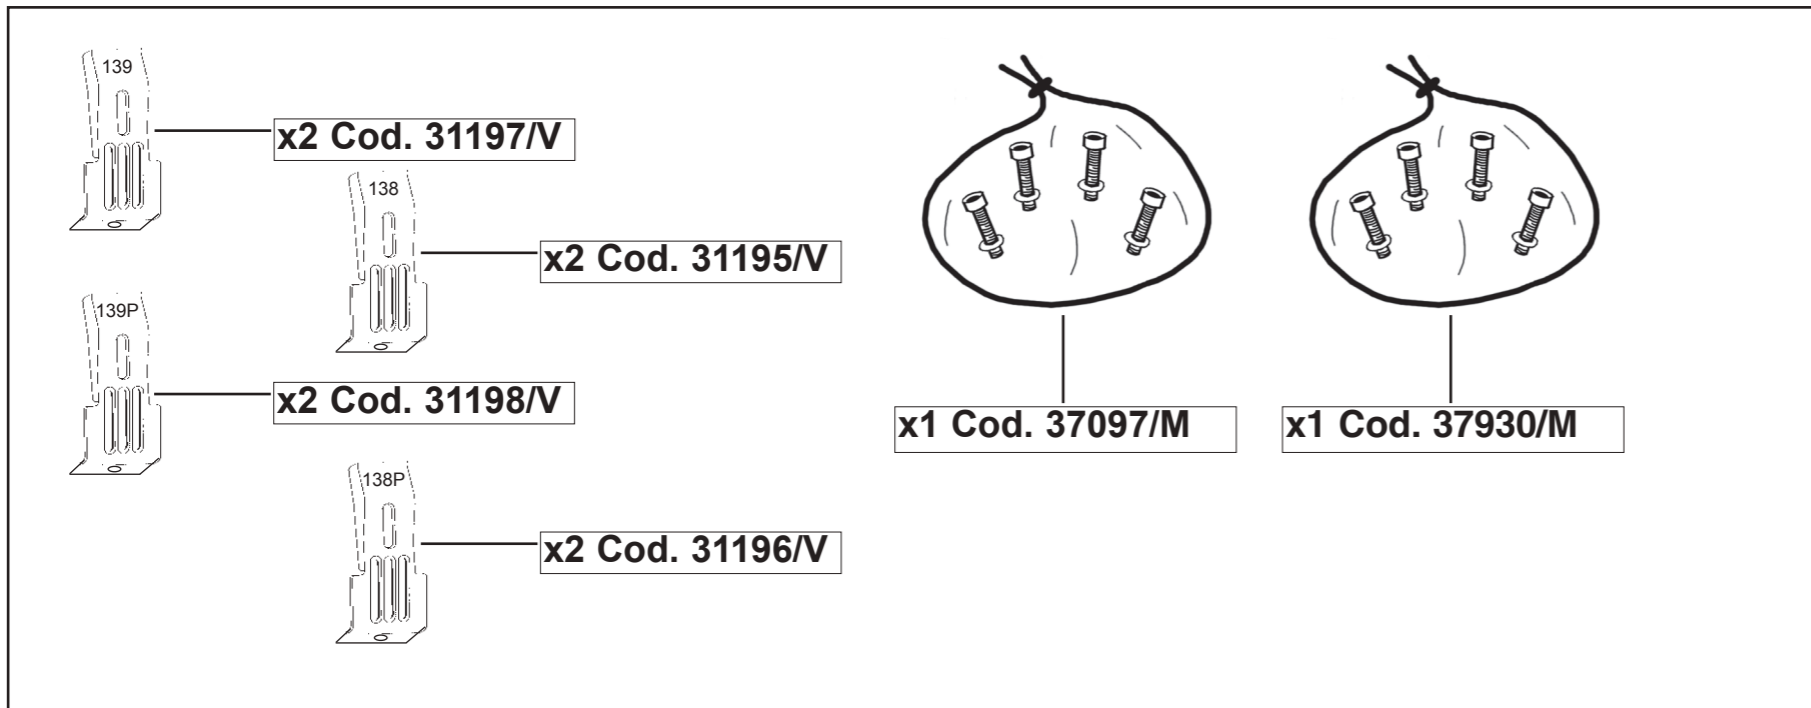 139
x2 Cod. 31197/V
138
x2 Cod. 31195/V
139P
x2 Cod. 31198/V
138P
x2 Cod. 31196/V
x1 Cod. 37097/M
x1 Cod. 37930/M